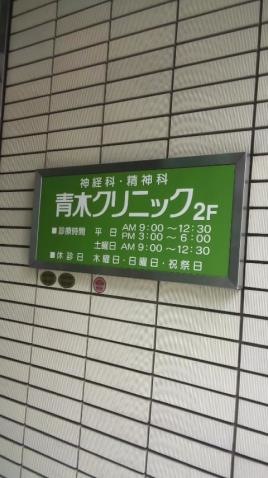 神経科・精神科
青木クリニック2F
■診療時間 平日 AM 9:00〜12:30
PM 3:00〜 6:00
土曜日 AM 9:00〜12:30
■休診日 木曜日・日曜日・祝祭日